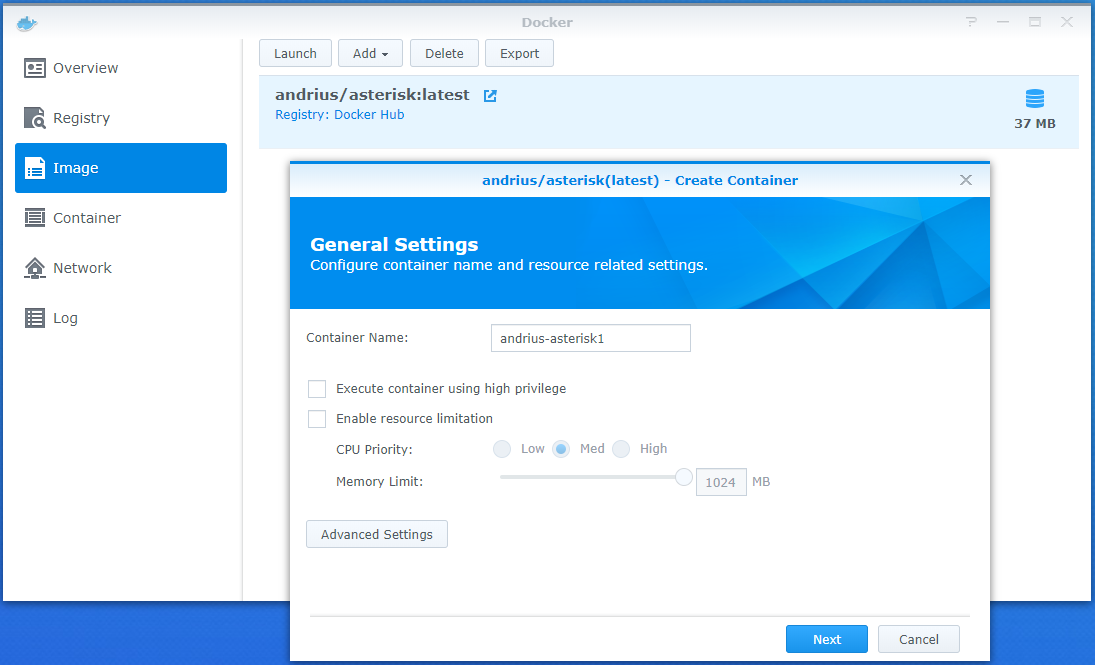 Docker
Overview
Registry
Image
Container
Network
Log
Launch
Add
Delete
Export
andrius/asterisk:latest
Registry: Docker Hub
37 MB
andrius/asterisk(latest) - Create Container
General Settings
Configure container name and resource related settings.
Container Name:
andrius-asterisk1
Execute container using high privilege
Enable resource limitation
CPU Priority:
Low Med High
Memory Limit:
1024 MB
Advanced Settings
Next
Cancel